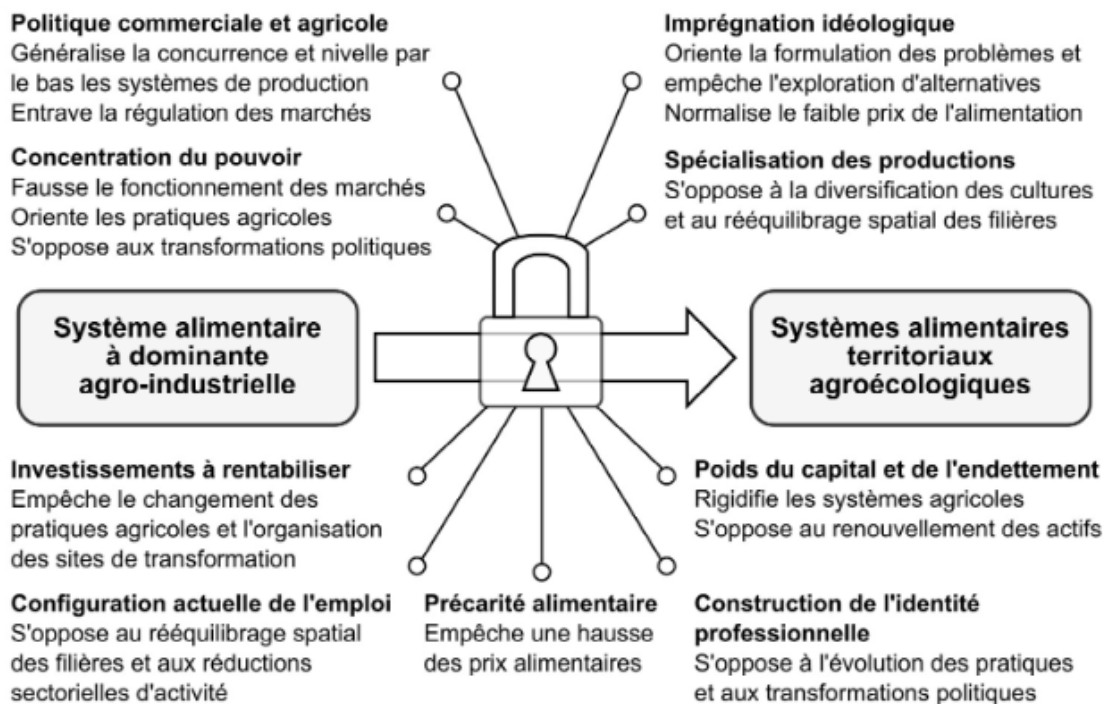 Politique commerciale et agricole
Généralise la concurrence et nivelle par
le bas les systèmes de production
Entrave la régulation des marchés
Imprégnation idéologique
Oriente la formulation des problèmes et
empêche l'exploration d'alternatives
Normalise le faible prix de l'alimentation
Concentration du pouvoir
Fausse le fonctionnement des marchés
Oriente les pratiques agricoles
S'oppose aux transformations politiques
Spécialisation des productions
S'oppose à la diversification des cultures
et au rééquilibrage spatial des filières
Système alimentaire
à dominante
agro-industrielle
Systèmes alimentaires
territoriaux
agroécologiques
Investissements à rentabiliser
Empêche le changement des
pratiques agricoles et l'organisation
des sites de transformation
Poids du capital et de l'endettement
Rigidifie les systèmes agricoles
S'oppose au renouvellement des actifs
Configuration actuelle de l'emploi
S'oppose au rééquilibrage spatial
des filières et aux réductions
sectorielles d'activité
Précarité alimentaire
Empêche une hausse
des prix alimentaires
Construction de l'identité
professionnelle
S'oppose à l'évolution des pratiques
et aux transformations politiques